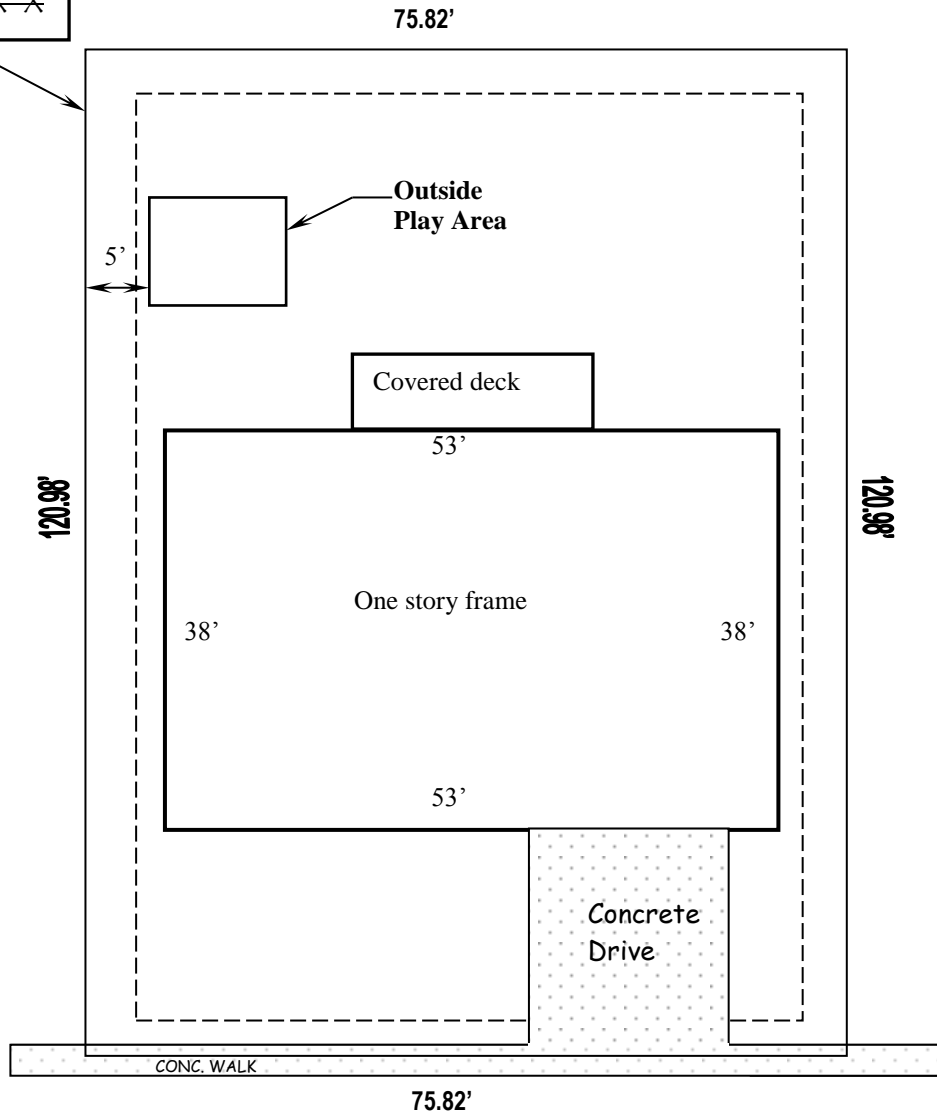 75.82’
Outside
Play Area
5’
Covered deck
53’
120.98’
120.98’
One story frame
38’
38’
53’
Concrete
Drive
CONC. WALK
75.82’